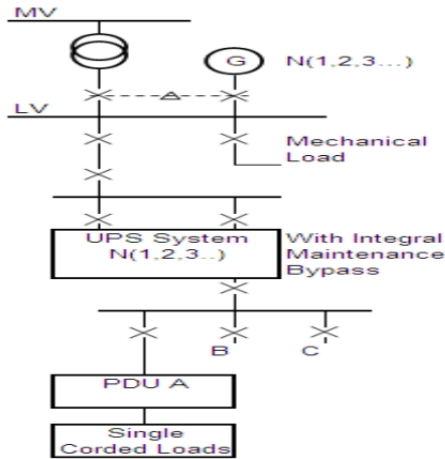 MV
G
N(1,2,3...)
LV
Mechanical
Load
UPS System
N(1,2,3..)
With Integral
Maintenance
Bypass
B
C
PDU A
Single
Corded Loads